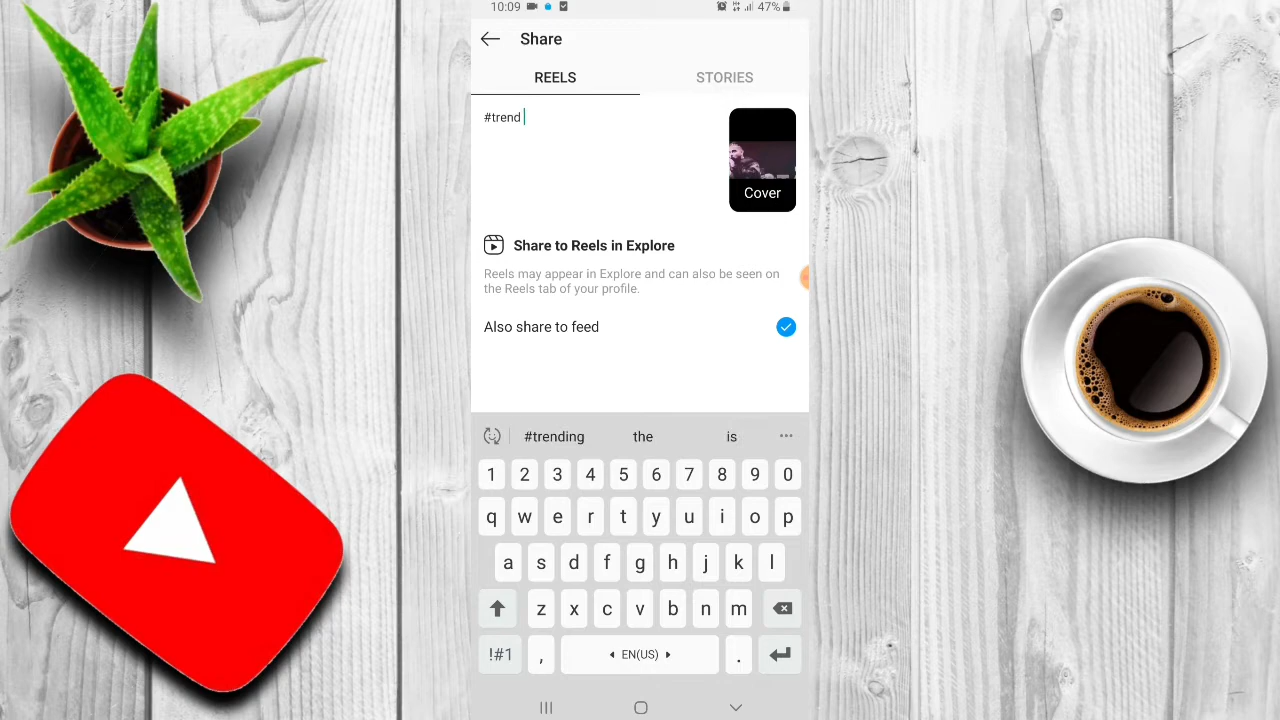 10:09 47%
Share
REELS STORIES
#trend
Cover
Share to Reels in Explore
Reels may appear in Explore and can also be seen on
the Reels tab of your profile.
Also share to feed
#trending the is
1 2 3 4 5 6 7 8 9 0
q w e r t y u i o p
a s d f g h j k l
z x c v b n m
!#1 , EN(US) .